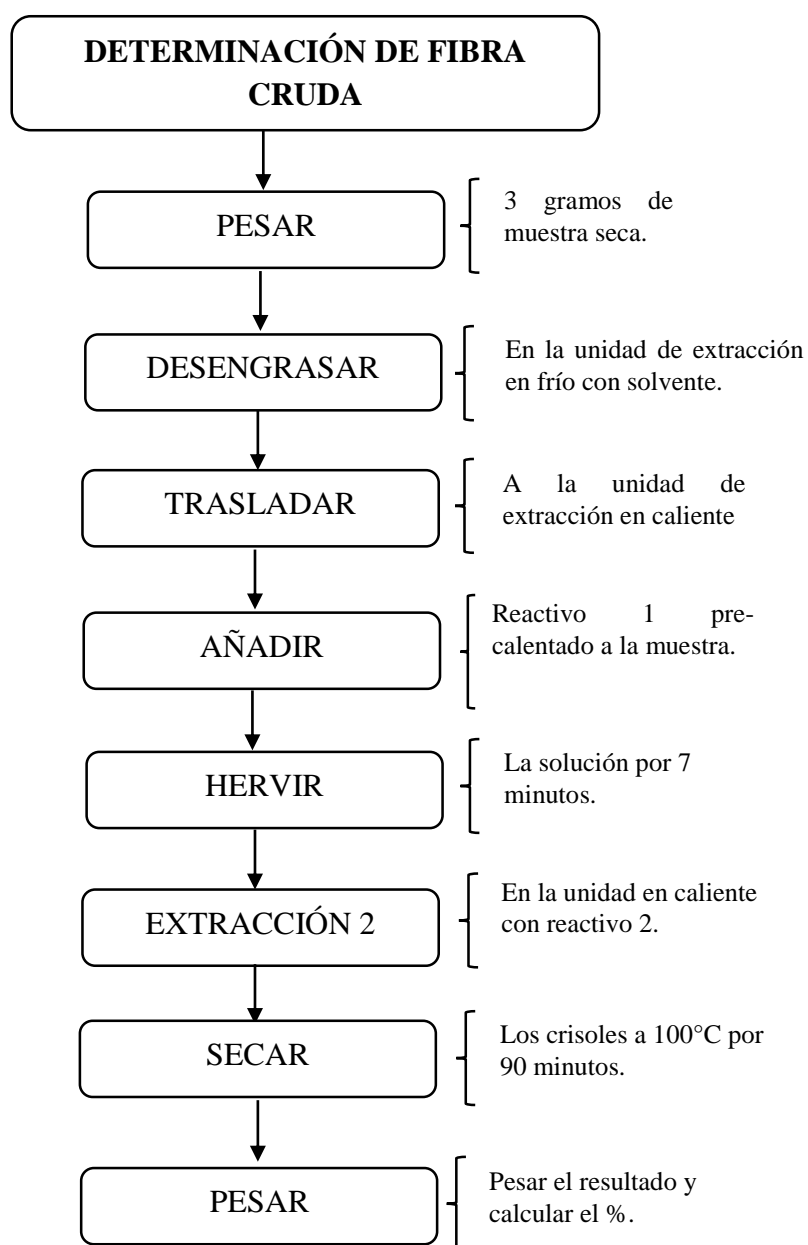 DETERMINACIÓN DE FIBRA
CRUDA
PESAR
3 gramos de
muestra seca.
DESENGRASAR
En la unidad de extracción
en frío con solvente.
TRASLADAR
A la unidad de
extracción en caliente
AÑADIR
Reactivo 1 pre-
calentado a la muestra.
HERVIR
La solución por 7
minutos.
EXTRACCIÓN 2
En la unidad en caliente
con reactivo 2.
SECAR
Los crisoles a 100°C por
90 minutos.
PESAR
Pesar el resultado y
calcular el %.